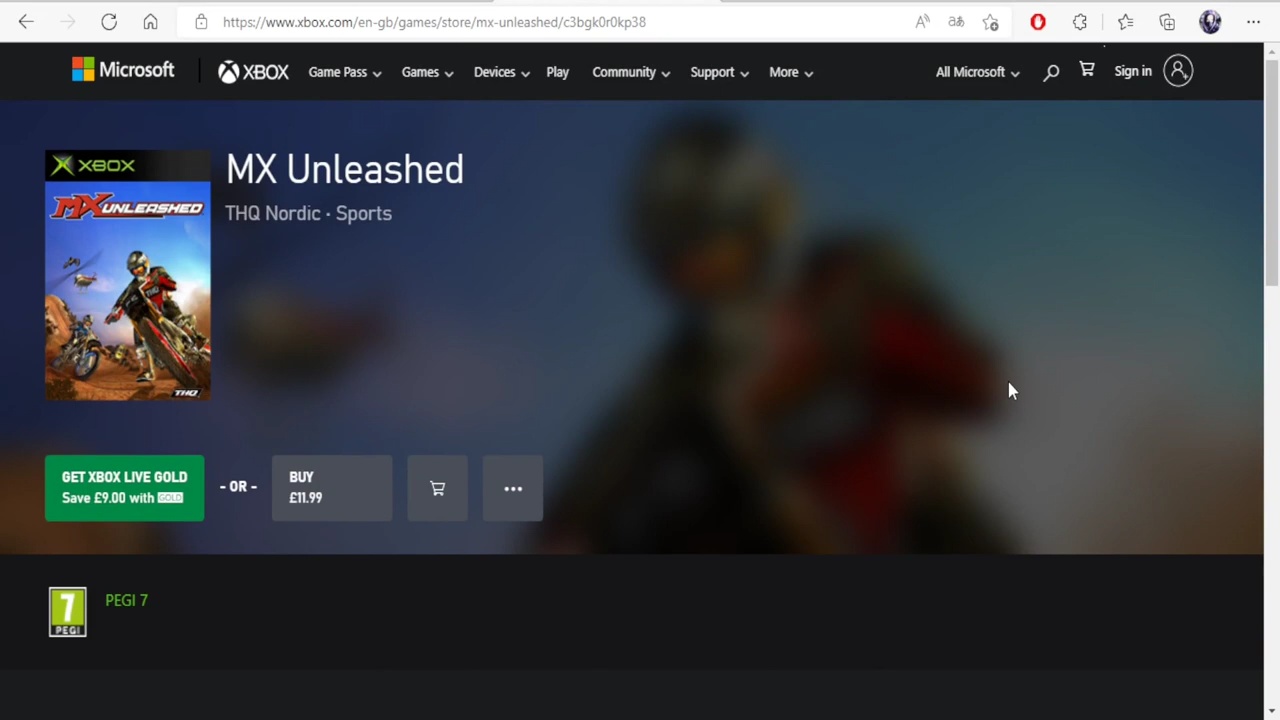 https://www.xbox.com/en-gb/games/store/mx-unleashed/c3bgk0r0kp38
Microsoft
XBOX
Game Pass
Games
Devices
Play
Community
Support
More
All Microsoft
Sign in
XBOX
MX UNLEASHED
THQ
MX Unleashed
THQ Nordic · Sports
GET XBOX LIVE GOLD
Save £9.00 with GOLD
- OR -
BUY
£11.99
7
PEGI
PEGI 7